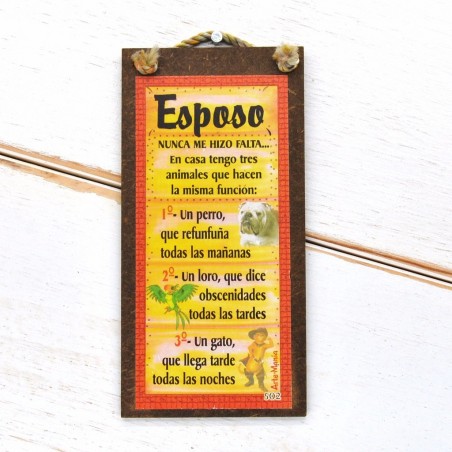 Esposo
NUNCA ME HIZO FALTA...
En casa tengo tres
animales que hacen
la misma función:
1º- Un perro,
que refunfuña
todas las mañanas
2º- Un loro, que dice
obscenidades
todas las tardes
3º- Un gato,
que llega tarde
todas las noches
Arte-Manía
502